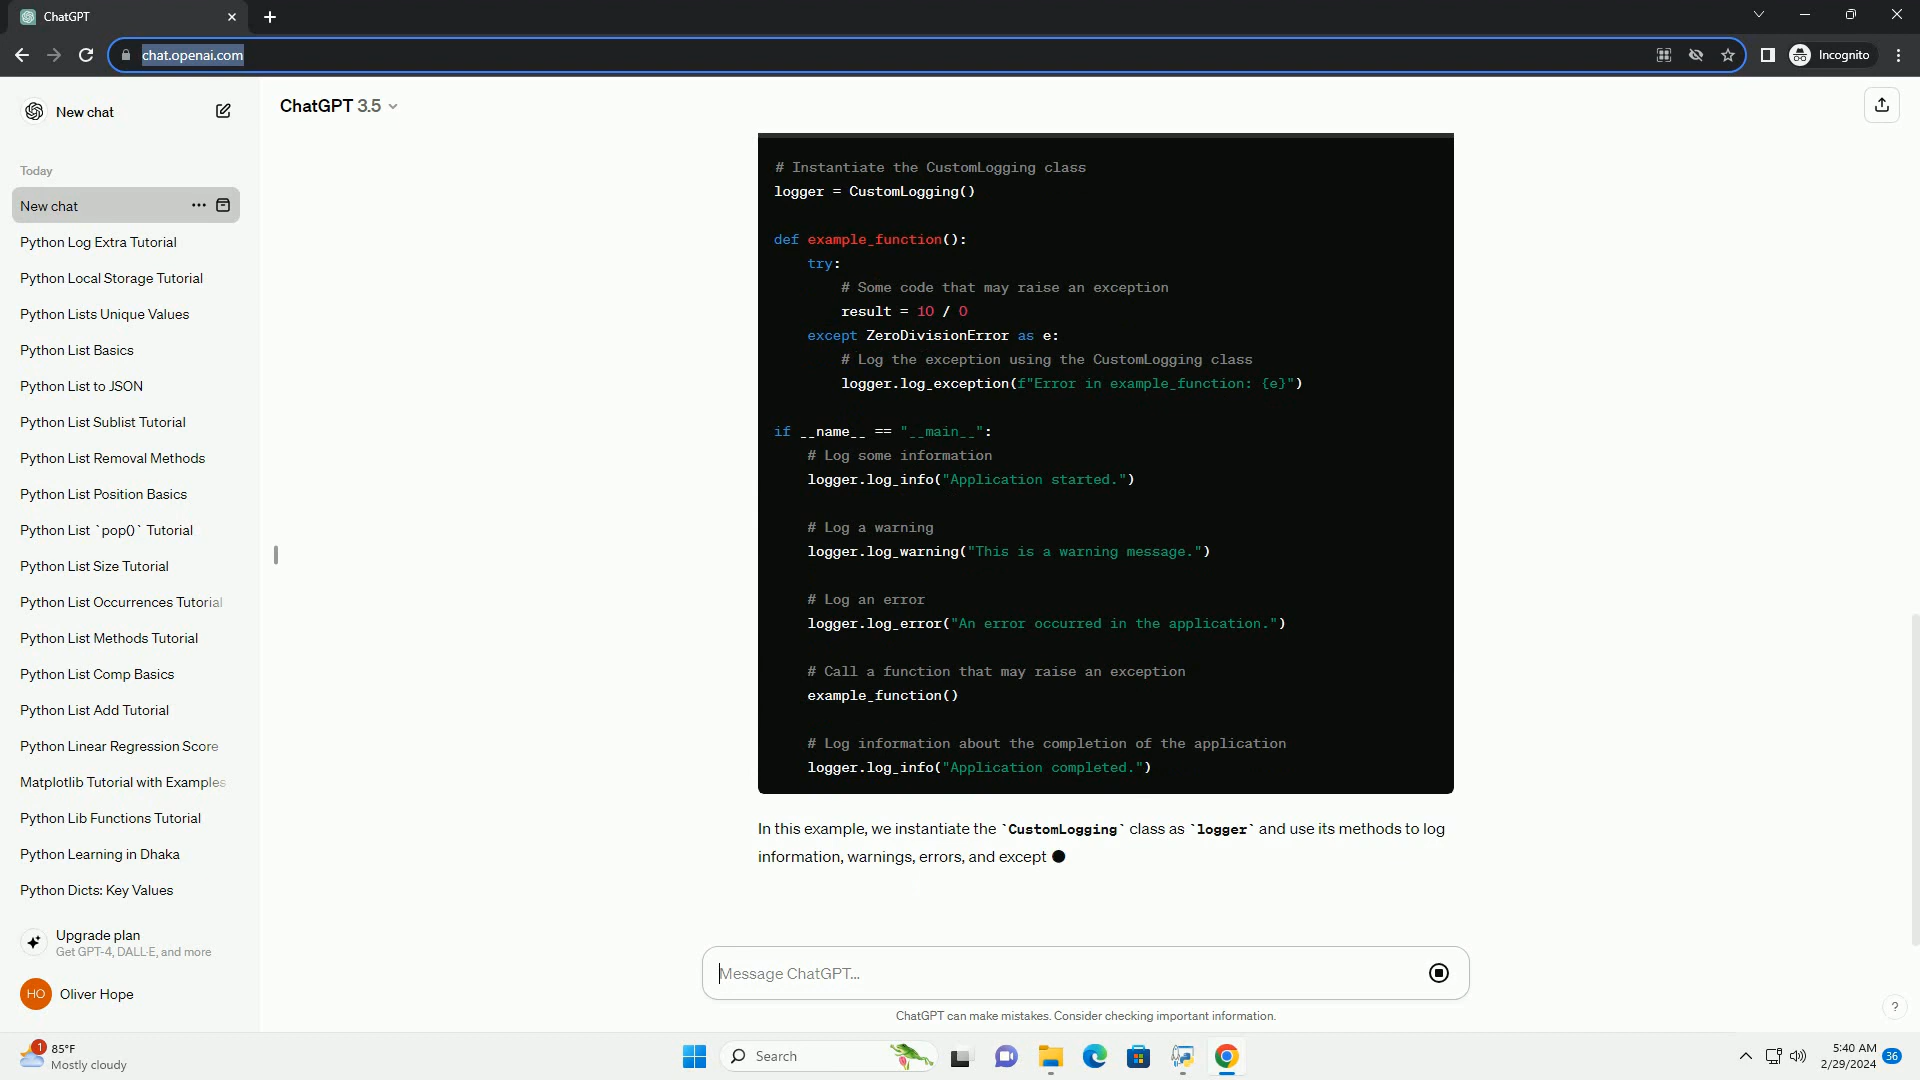 ChatGPT
chat.openai.com
Incognito
New chat
ChatGPT 3.5
Today
New chat
Python Log Extra Tutorial
Python Local Storage Tutorial
Python Lists Unique Values
Python List Basics
Python List to JSON
Python List Sublist Tutorial
Python List Removal Methods
Python List Position Basics
Python List `pop()` Tutorial
Python List Size Tutorial
Python List Occurrences Tutorial
Python List Methods Tutorial
Python List Comp Basics
Python List Add Tutorial
Python Linear Regression Score
Matplotlib Tutorial with Examples
Python Lib Functions Tutorial
Python Learning in Dhaka
Python Dicts: Key Values
Upgrade plan
Get GPT-4, DALL·E, and more
HO Oliver Hope
# Instantiate the CustomLogging class
logger = CustomLogging()
def example_function():
try:
# Some code that may raise an exception
result = 10 / 0
except ZeroDivisionError as e:
# Log the exception using the CustomLogging class
logger.log_exception(f"Error in example_function: {e}")
if __name__ == "__main__":
# Log some information
logger.log_info("Application started.")
# Log a warning
logger.log_warning("This is a warning message.")
# Log an error
logger.log_error("An error occurred in the application.")
# Call a function that may raise an exception
example_function()
# Log information about the completion of the application
logger.log_info("Application completed.")
In this example, we instantiate the `CustomLogging` class as `logger` and use its methods to log
information, warnings, errors, and except
Message ChatGPT...
ChatGPT can make mistakes. Consider checking important information.
?
1
85°F
Mostly cloudy
Search
5:40 AM
2/29/2024
36